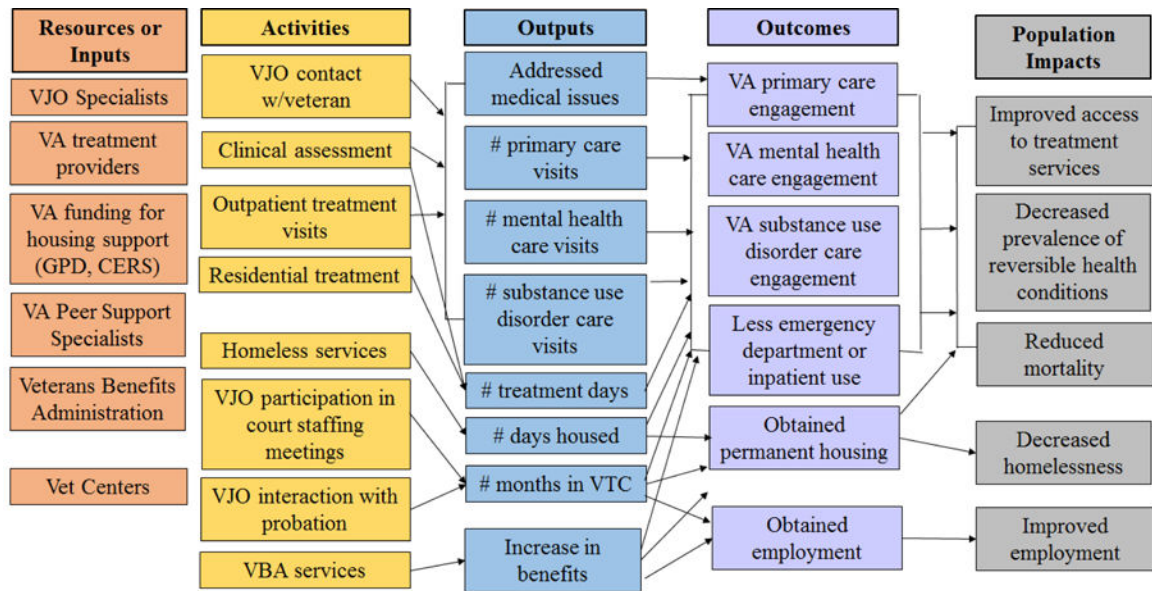 Resources or
Inputs
VJO Specialists
VA treatment
providers
VA funding for
housing support
(GPD, CERS)
VA Peer Support
Specialists
Veterans Benefits
Administration
Vet Centers
Activities
VJO contact
w/veteran
Clinical assessment
Outpatient treatment
visits
Residential treatment
Homeless services
VJO participation in
court staffing
meetings
VJO interaction with
probation
VBA services
Outputs
Addressed
medical issues
# primary care
visits
# mental health
care visits
# substance use
disorder care
visits
# treatment days
# days housed
# months in VTC
Increase in
benefits
Outcomes
VA primary care
engagement
VA mental health
care engagement
VA substance use
disorder care
engagement
Less emergency
department or
inpatient use
Obtained
permanent housing
Obtained
employment
Population
Impacts
Improved access
to treatment
services
Decreased
prevalence of
reversible health
conditions
Reduced
mortality
Decreased
homelessness
Improved
employment